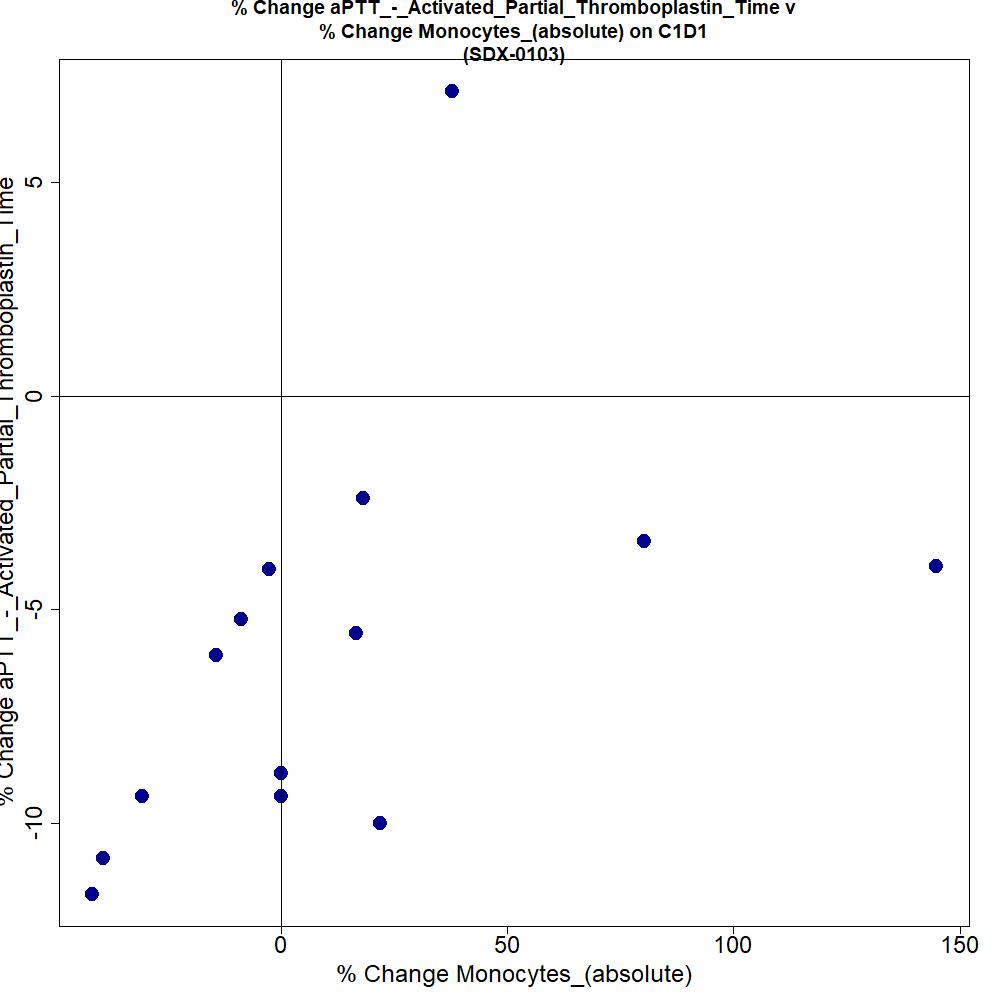 % Change aPTT_-_Activated_Partial_Thromboplastin_Time v
% Change Monocytes_(absolute) on C1D1
(SDX-0103)
% Change aPTT_-_Activated_Partial_Thromboplastin_Time
5
0
-5
-10
0
50
100
150
% Change Monocytes_(absolute)